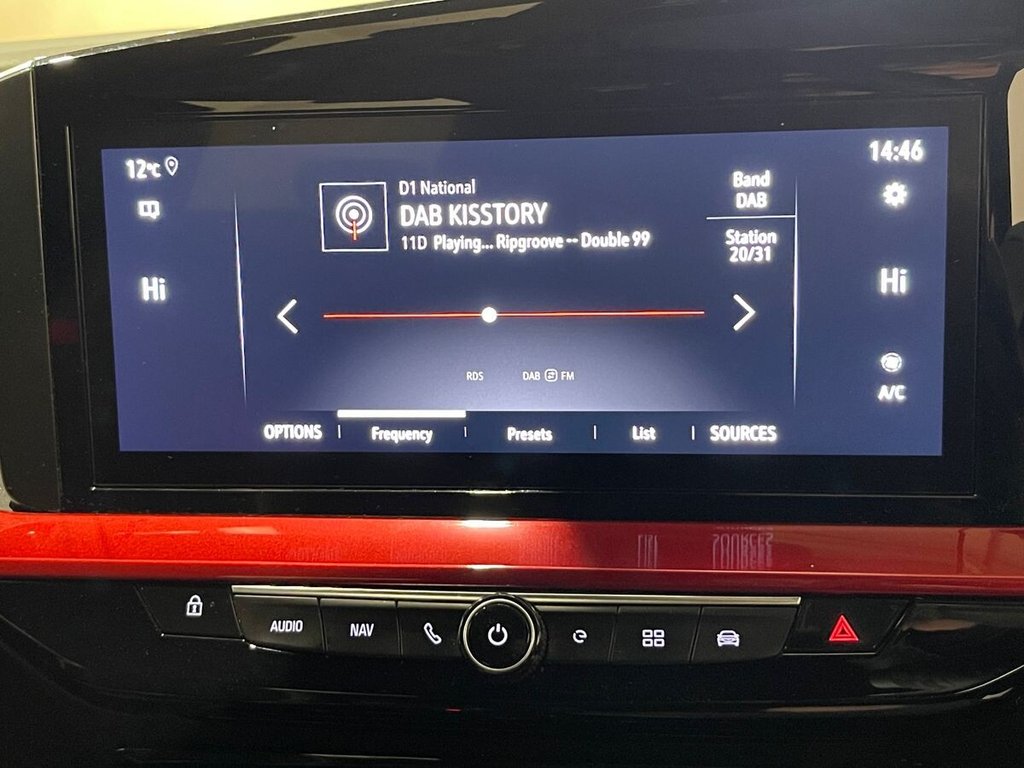 12°C
14:46
D1 National
DAB KISSTORY
11D Playing... Ripgroove -- Double 99
Band
DAB
Station
20/31
Hi
Hi
RDS
DAB FM
A/C
OPTIONS
Frequency
Presets
List
SOURCES
AUDIO
NAV